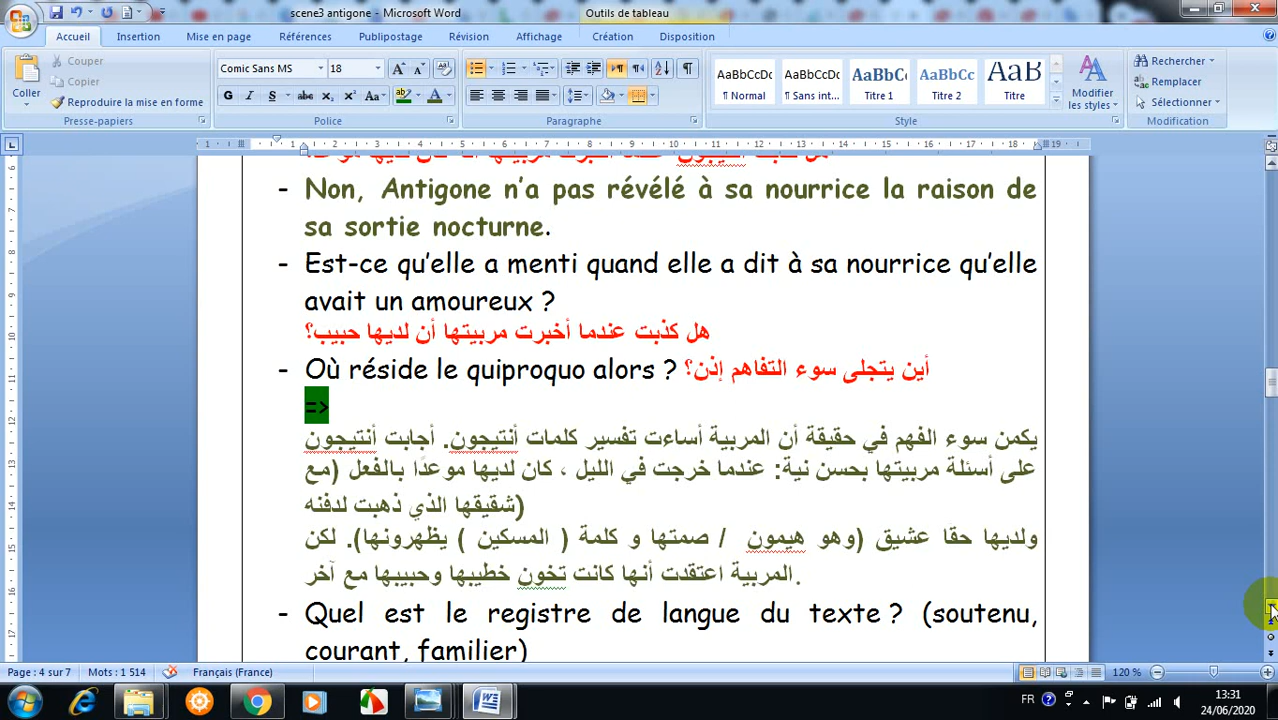 scene3 antigone - Microsoft Word
Outils de tableau
Accueil Insertion Mise en page Références Publipostage Révision Affichage Création Disposition
Coller
Couper
Copier
Reproduire la mise en forme
Presse-papiers
Comic Sans MS 18
Police
Paragraphe
AaBbCcDc AaBbCcDc AaBbC AaBbCc AaB
¶ Normal ¶ Sans int... Titre 1 Titre 2 Titre
Modifier les styles
Style
Rechercher
Remplacer
Sélectionner
Modification
- Non, Antigone n’a pas révélé à sa nourrice la raison de
sa sortie nocturne.
- Est-ce qu’elle a menti quand elle a dit à sa nourrice qu’elle
avait un amoureux ?
هل كذبت عندما أخبرت مربيتها أن لديها حبيب؟
- Où réside le quiproquo alors ? أين يتجلى سوء التفاهم إذن؟
=>
يكمن سوء الفهم في حقيقة أن المربية أساءت تفسير كلمات أنتيجون. أجابت أنتيجون
على أسئلة مربيتها بحسن نية: عندما خرجت في الليل ، كان لديها موعدًا بالفعل (مع
شقيقها الذي ذهبت لدفنه)
ولديها حقا عشيق (وهو هيمون / صمتها و كلمة ( المسكين ) يظهرونها). لكن
المربية اعتقدت أنها كانت تخون خطيبها وحبيبها مع آخر.
- Quel est le registre de langue du texte ? (soutenu,
courant, familier)
Page : 4 sur 7 Mots : 1 514 Français (France) 120 %
FR 13:31
24/06/2020